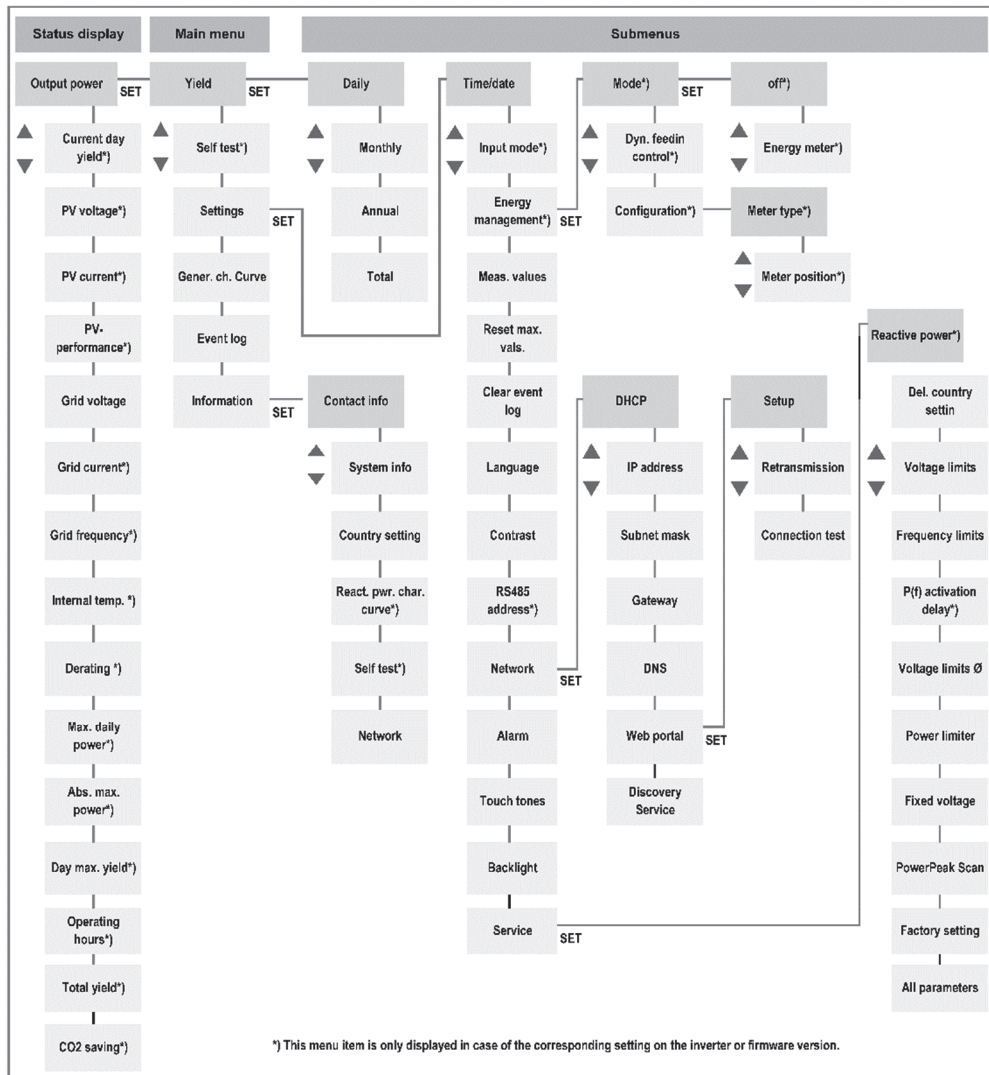 Status display
Main menu
Submenus
Output power
SET
Yield
SET
Daily
Time/date
Mode*)
SET
off*)
Current day
yield*)
Self test*)
Monthly
Input mode*)
Dyn. feedin
control*)
Energy meter*)
PV voltage*)
Settings
SET
Annual
Energy
management*)
SET
Configuration*)
Meter type*)
PV current*)
Gener. ch. Curve
Total
Meas. values
Meter position*)
PV-
performance*)
Event log
Reset max.
vals.
Reactive power*)
Grid voltage
Information
SET
Contact info
Clear event
log
DHCP
Setup
Del. country
settin
Grid current*)
System info
Language
IP address
Retransmission
Voltage limits
Grid frequency*)
Country setting
Contrast
Subnet mask
Connection test
Frequency limits
Internal temp. *)
React. pwr. char.
curve*)
RS485
address*)
Gateway
P(f) activation
delay*)
Derating *)
Self test*)
Network
SET
DNS
Voltage limits Ø
Max. daily
power*)
Network
Alarm
Web portal
SET
Power limiter
Abs. max.
power*)
Touch tones
Discovery
Service
Fixed voltage
Day max. yield*)
Backlight
PowerPeak Scan
Operating
hours*)
Service
SET
Factory setting
Total yield*)
All parameters
CO2 saving*)
*) This menu item is only displayed in case of the corresponding setting on the inverter or firmware version.